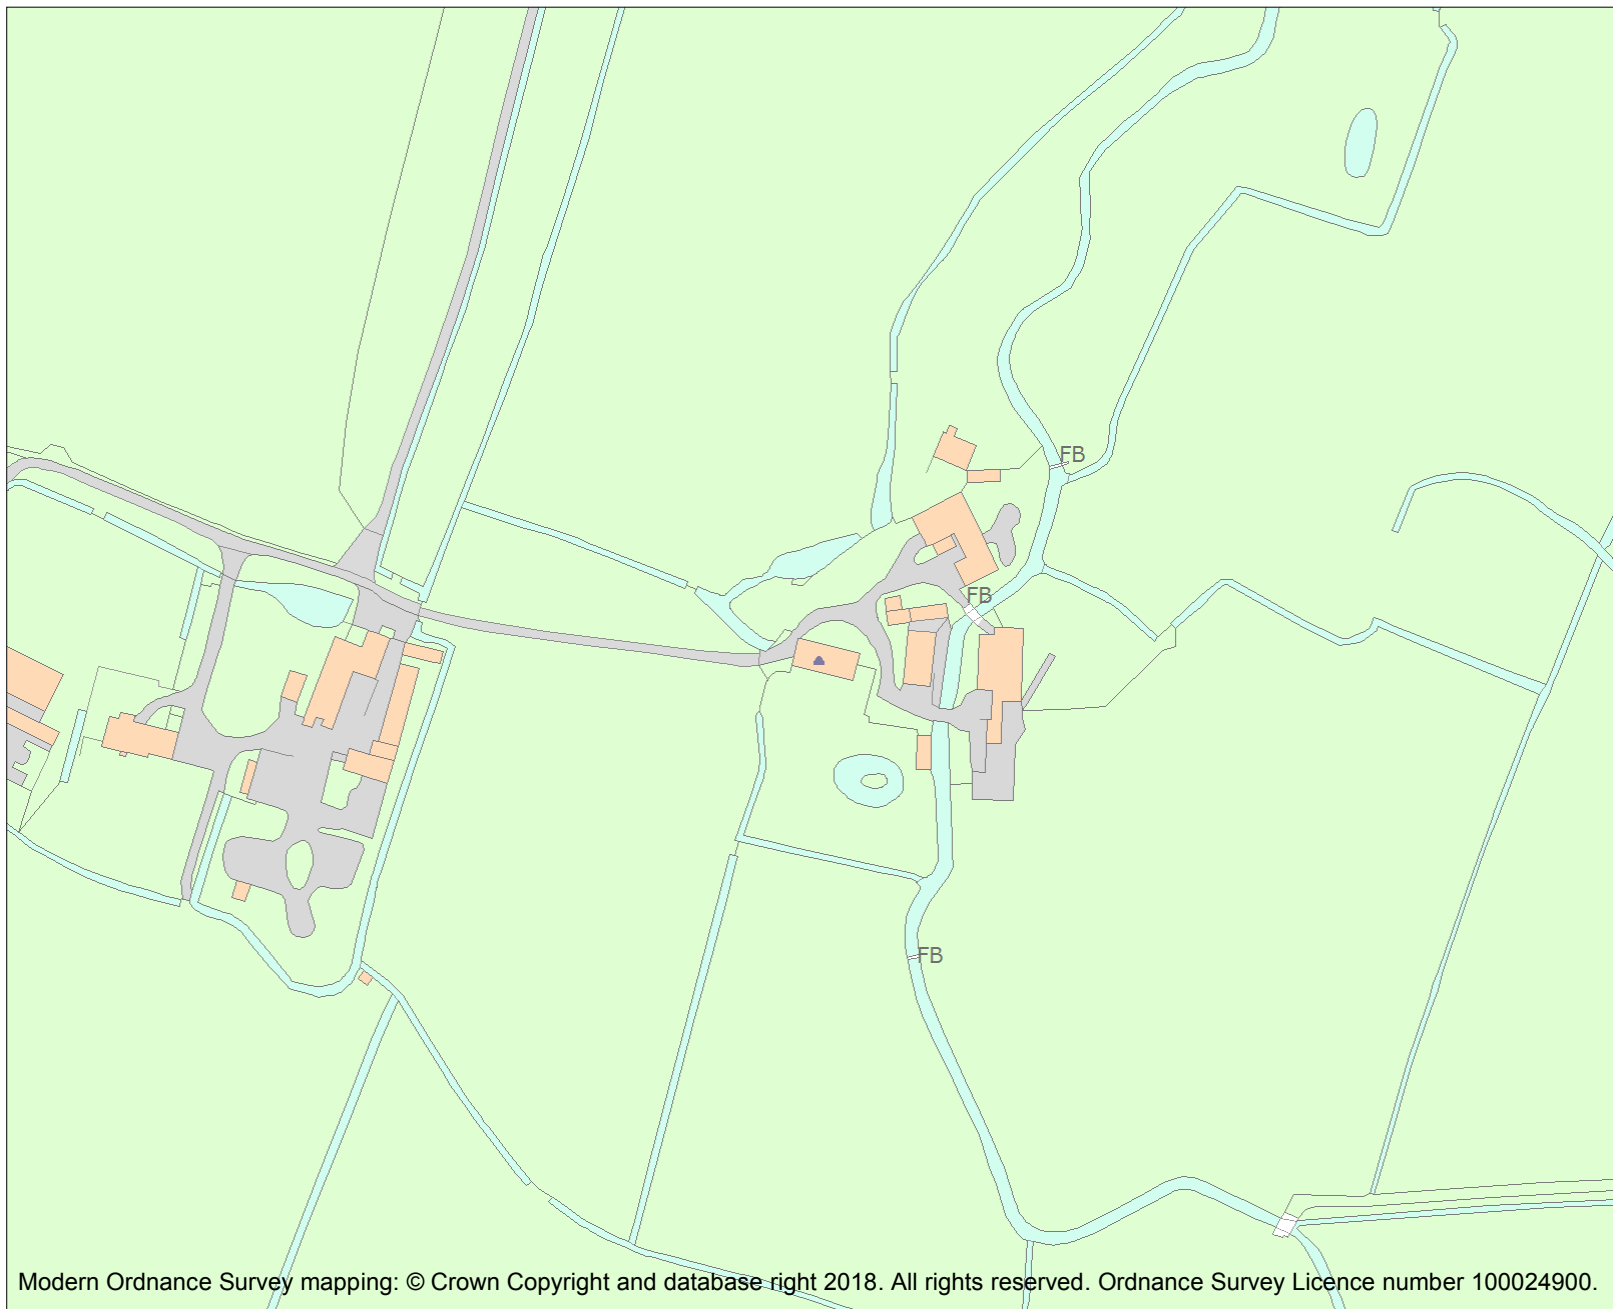 FB
FB
FB
Modern Ordnance Survey mapping: © Crown Copyright and database right 2018. All rights reserved. Ordnance Survey Licence number 100024900.